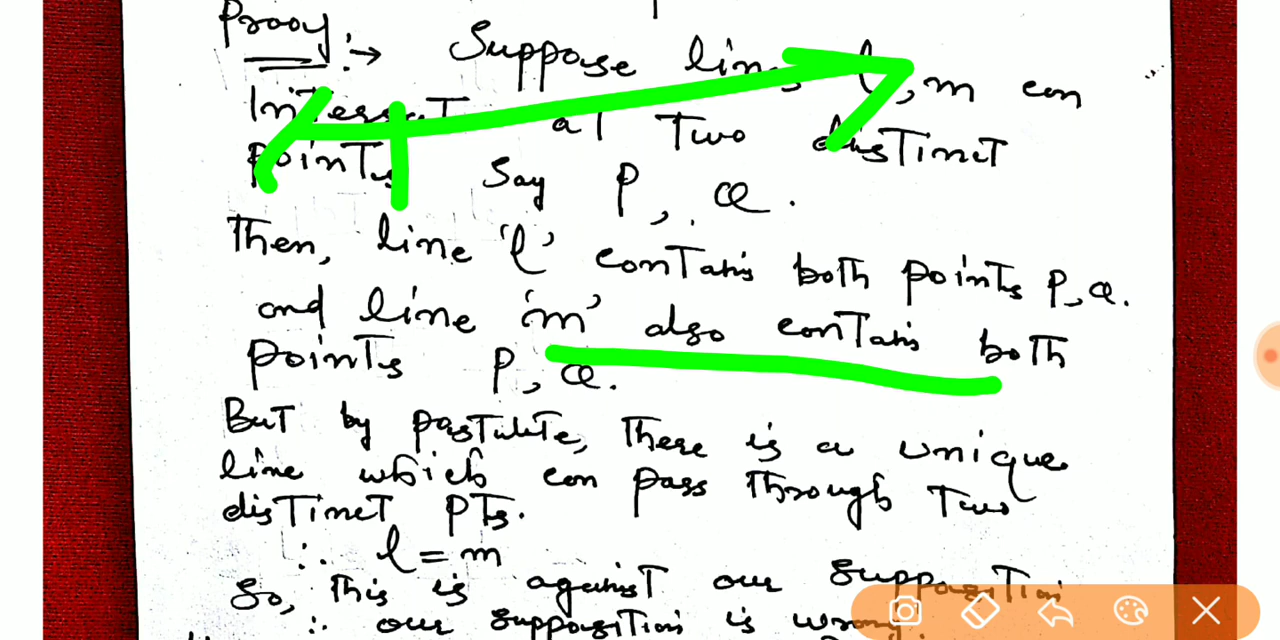 Proof:→ Suppose lines l, m can
Intersect at Two distinct
points say P, Q.
Then, line 'l' contains both points P, Q.
and line 'm' also contains both
points P, Q.
But by postulate, There is a unique
line which can pass Through Two
distinct PTs.
∴ l = m
So, This is against our supposition
∴ our supposition is wrong